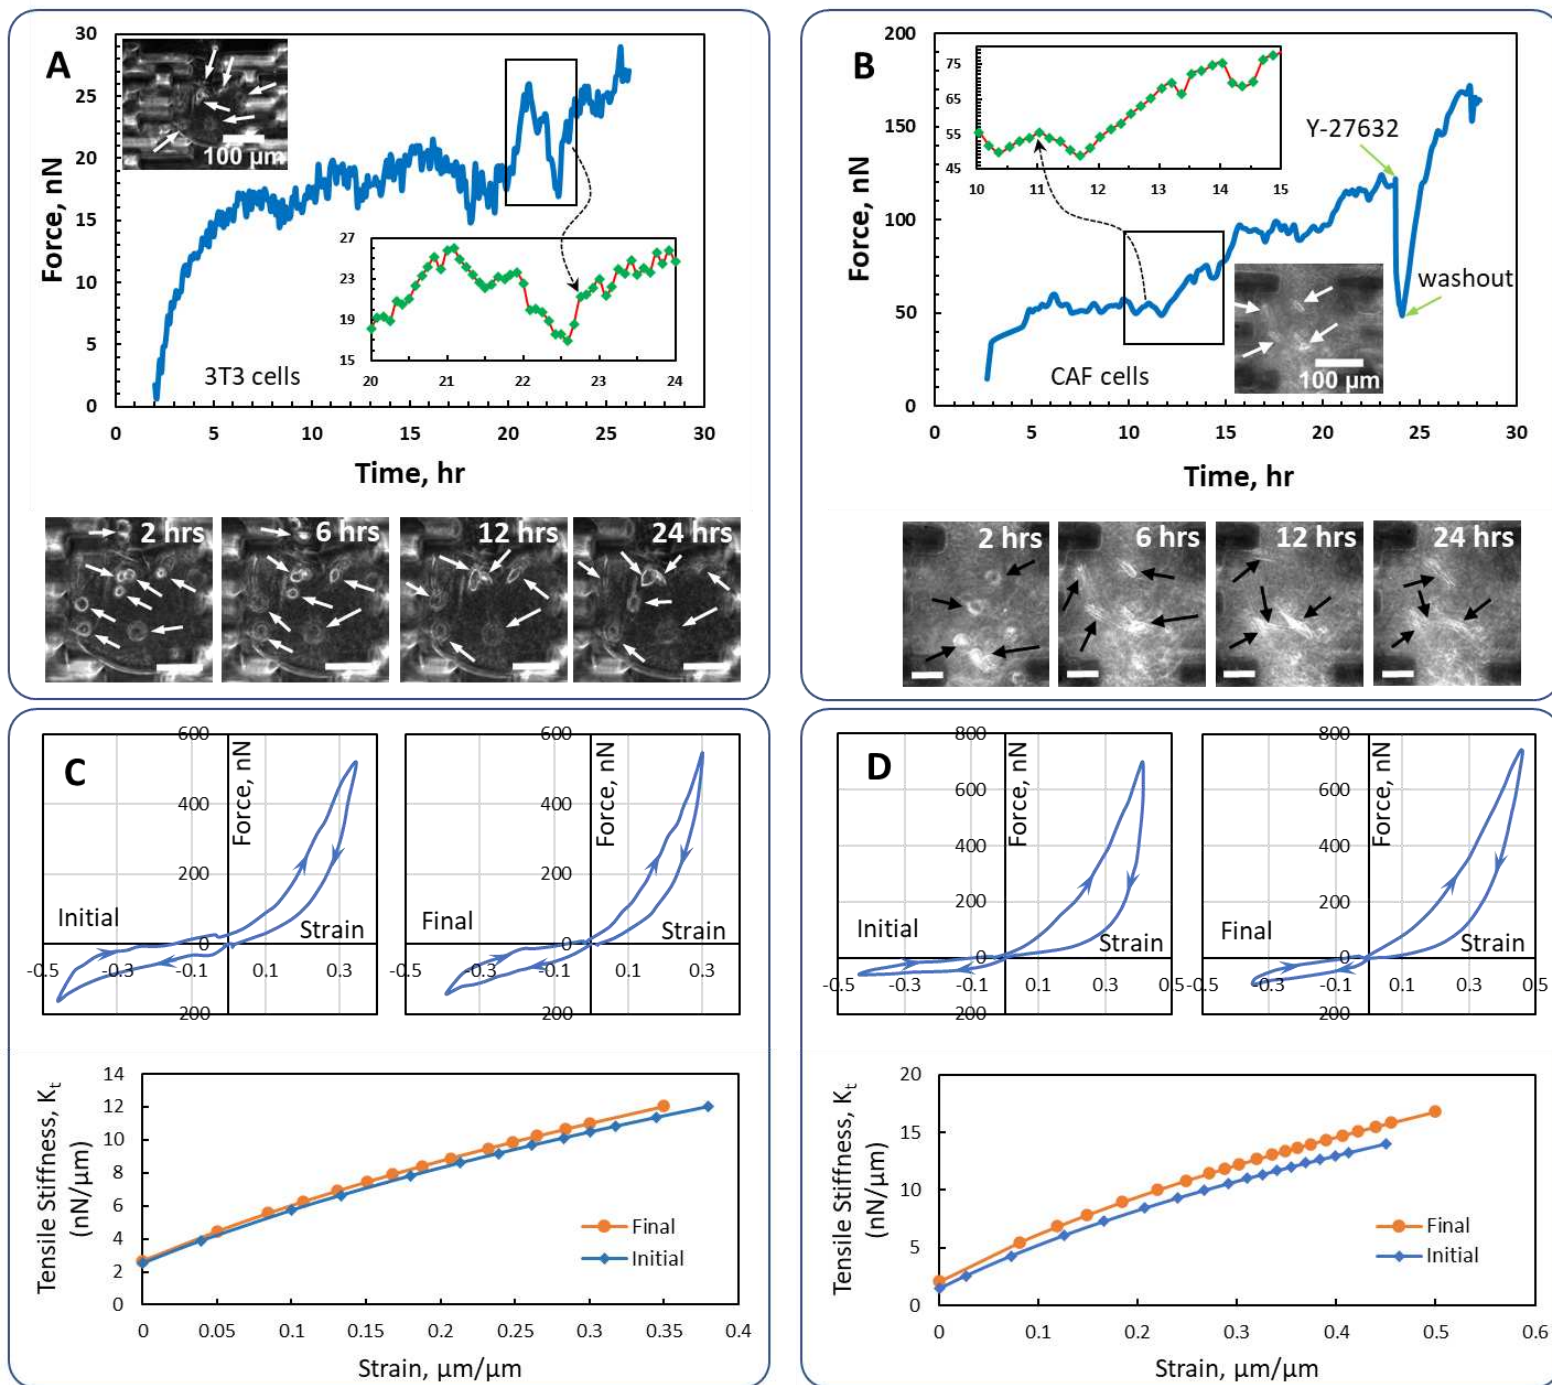 A
30
25
20
15
10
5
0
Force, nN
100 µm
27
23
19
15
20 21 22 23 24
3T3 cells
0 5 10 15 20 25 30
Time, hr
2 hrs
6 hrs
12 hrs
24 hrs
B
200
150
100
50
0
Force, nN
75
65
55
45
10 11 12 13 14 15
Y-27632
washout
100 µm
CAF cells
0 5 10 15 20 25 30
Time, hr
2 hrs
6 hrs
12 hrs
24 hrs
C
600
400
200
0
200
Force, nN
Initial
Strain
-0.5 -0.3 -0.1 0.1 0.3
600
400
200
0
200
Force, nN
Final
Strain
-0.5 -0.3 -0.1 0.1 0.3
14
12
10
8
6
4
2
0
Tensile Stiffness, Kt
(nN/µm)
Final
Initial
0 0.05 0.1 0.15 0.2 0.25 0.3 0.35 0.4
Strain, µm/µm
D
800
600
400
200
0
200
Force, nN
Initial
Strain
-0.5 -0.3 -0.1 0.1 0.3 0.5
800
600
400
200
0
200
Force, nN
Final
Strain
-0.5 -0.3 -0.1 0.1 0.3 0.5
20
15
10
5
0
Tensile Stiffness, Kt
(nN/µm)
Final
Initial
0 0.1 0.2 0.3 0.4 0.5 0.6
Strain, µm/µm